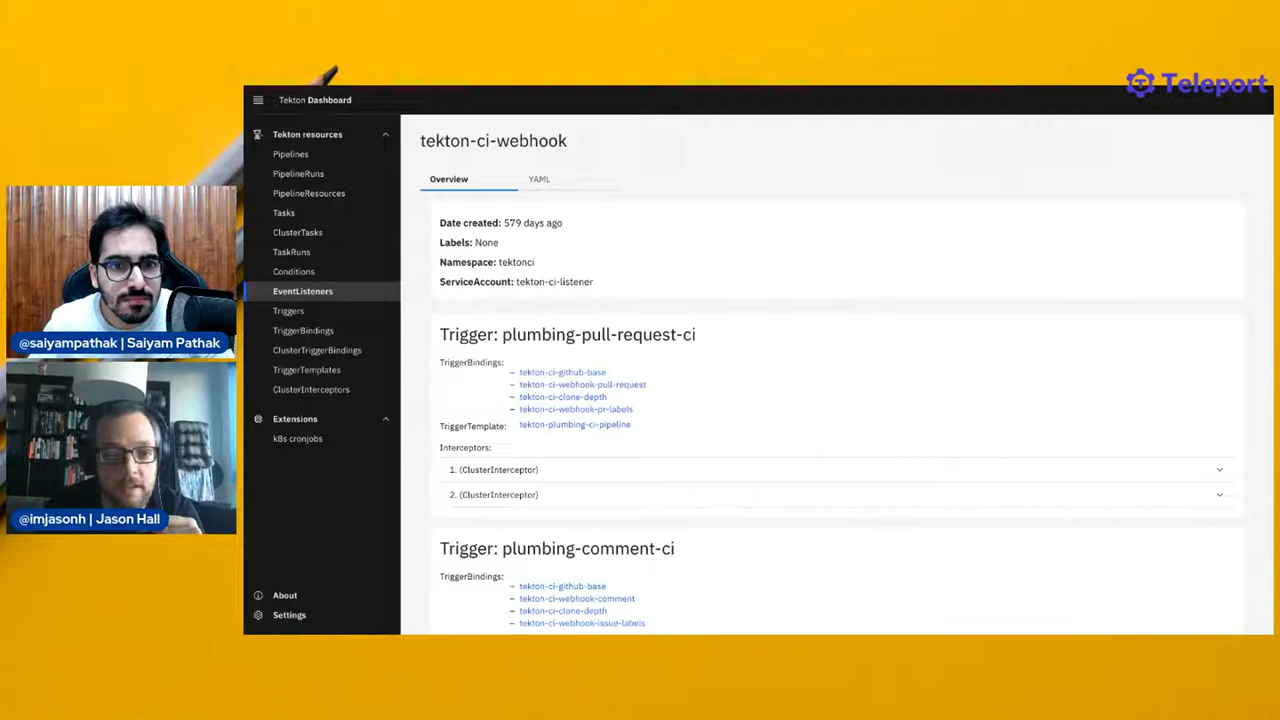 Teleport
Tekton Dashboard
Tekton resources
Pipelines
PipelineRuns
PipelineResources
Tasks
ClusterTasks
TaskRuns
Conditions
EventListeners
Triggers
TriggerBindings
ClusterTriggerBindings
TriggerTemplates
ClusterInterceptors
Extensions
k8s cronjobs
About
Settings
tekton-ci-webhook
Overview YAML
Date created: 579 days ago
Labels: None
Namespace: tektonci
ServiceAccount: tekton-ci-listener
Trigger: plumbing-pull-request-ci
TriggerBindings:
– tekton-ci-github-base
– tekton-ci-webhook-pull-request
– tekton-ci-clone-depth
– tekton-ci-webhook-pr-labels
TriggerTemplate: tekton-plumbing-ci-pipeline
Interceptors:
1. (ClusterInterceptor)
2. (ClusterInterceptor)
Trigger: plumbing-comment-ci
TriggerBindings:
– tekton-ci-github-base
– tekton-ci-webhook-comment
– tekton-ci-clone-depth
– tekton-ci-webhook-issue-labels
@saiyampathak | Saiyam Pathak
@imjasonh | Jason Hall